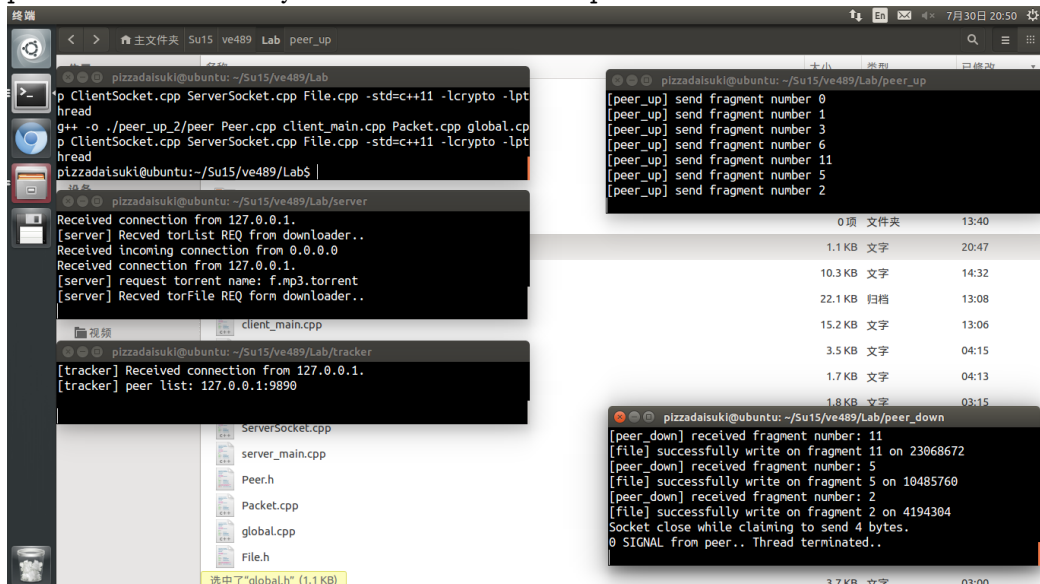 终端
En
7月30日 20:50
主文件夹 Su15 ve489 Lab peer_up
pizzadaisuki@ubuntu: ~/Su15/ve489/Lab
p ClientSocket.cpp ServerSocket.cpp File.cpp -std=c++11 -lcrypto -lpt
hread
g++ -o ./peer_up_2/peer Peer.cpp client_main.cpp Packet.cpp global.cp
p ClientSocket.cpp ServerSocket.cpp File.cpp -std=c++11 -lcrypto -lpt
hread
pizzadaisuki@ubuntu:~/Su15/ve489/Lab$
pizzadaisuki@ubuntu: ~/Su15/ve489/Lab/server
Received connection from 127.0.0.1.
[server] Recved torList REQ from downloader..
Received incoming connection from 0.0.0.0
Received connection from 127.0.0.1.
[server] request torrent name: f.mp3.torrent
[server] Recved torFile REQ form downloader..
视频
client_main.cpp
pizzadaisuki@ubuntu: ~/Su15/ve489/Lab/tracker
[tracker] Received connection from 127.0.0.1.
[tracker] peer list: 127.0.0.1:9890
ServerSocket.cpp
server_main.cpp
Peer.h
Packet.cpp
global.cpp
File.h
选中了"global.h" (1.1 KB)
pizzadaisuki@ubuntu: ~/Su15/ve489/Lab/peer_up
[peer_up] send fragment number 0
[peer_up] send fragment number 1
[peer_up] send fragment number 3
[peer_up] send fragment number 6
[peer_up] send fragment number 11
[peer_up] send fragment number 5
[peer_up] send fragment number 2
0 项 文件夹 13:40
1.1 KB 文字 20:47
10.3 KB 文字 14:32
22.1 KB 归档 13:08
15.2 KB 文字 13:06
3.5 KB 文字 04:15
1.7 KB 文字 04:13
1.8 KB 文字 03:15
pizzadaisuki@ubuntu: ~/Su15/ve489/Lab/peer_down
[peer_down] received fragment number: 11
[file] successfully write on fragment 11 on 23068672
[peer_down] received fragment number: 5
[file] successfully write on fragment 5 on 10485760
[peer_down] received fragment number: 2
[file] successfully write on fragment 2 on 4194304
Socket close while claiming to send 4 bytes.
0 SIGNAL from peer.. Thread terminated..
3.7 KB 文字 03:00